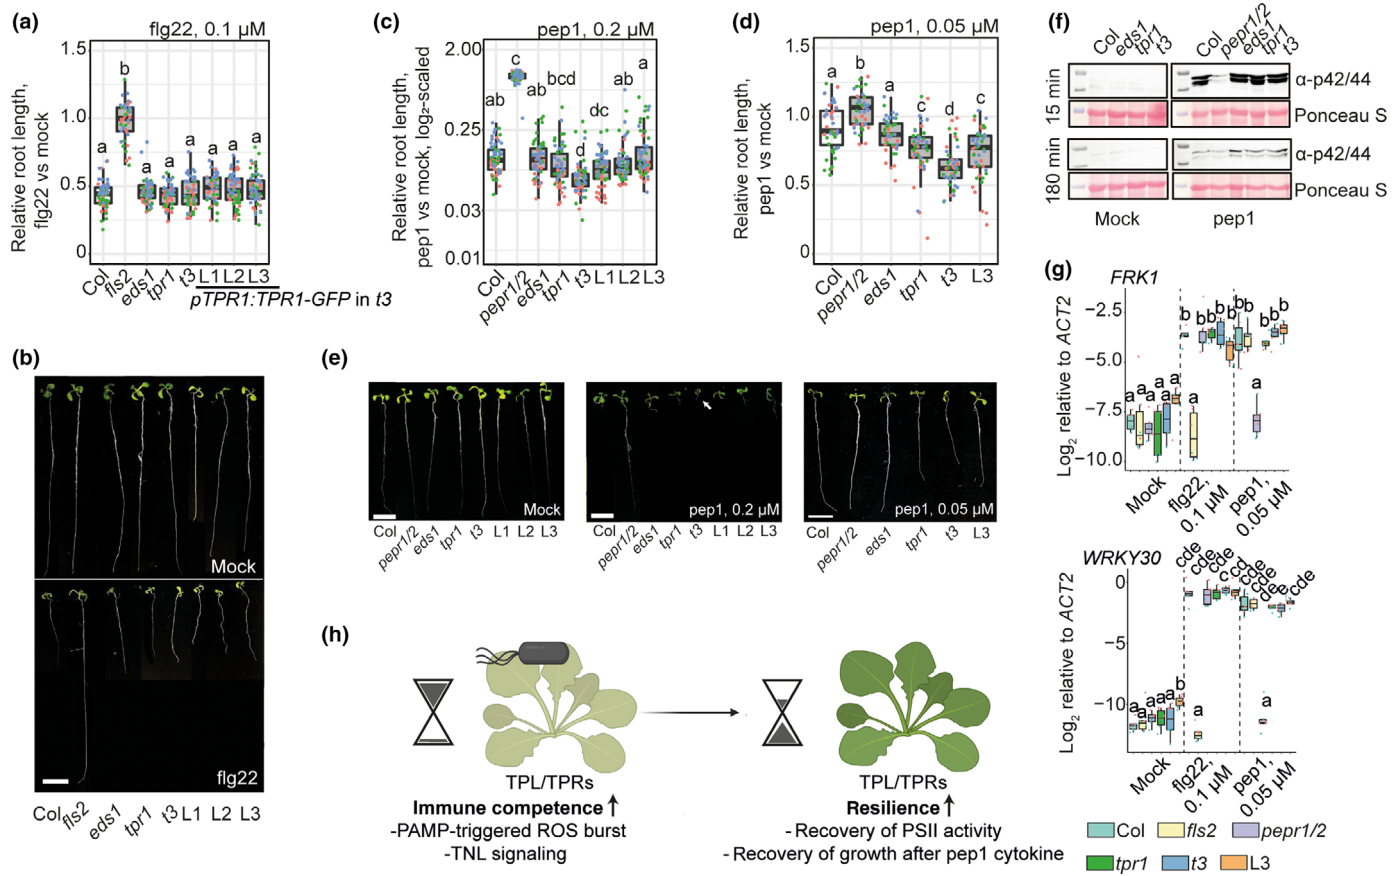 (a)
flg22, 0.1 µM
Relative root length,
flg22 vs mock
1.5
1.0
0.5
0
a
b
a
a
a
a
a
a
Col
fls2
eds1
tpr1
t3
L1
L2
L3
pTPR1:TPR1-GFP in t3
(c)
pep1, 0.2 µM
Relative root length,
pep1 vs mock, log₂-scaled
2.00
0.25
0.03
0.01
ab
c
ab
bcd
d
dc
ab
a
Col
pepr1/2
eds1
tpr1
t3
L1
L2
L3
(d)
pep1, 0.05 µM
Relative root length,
pep1 vs mock
1.5
1.0
0.5
0
a
b
a
c
d
c
Col
pepr1/2
eds1
tpr1
t3
L3
(f)
Col
eds1
tpr1
t3
Col
pepr1/2
eds1
tpr1
t3
15 min
α-p42/44
Ponceau S
180 min
α-p42/44
Ponceau S
Mock
pep1
(b)
Mock
flg22
Col
fls2
eds1
tpr1
t3
L1
L2
L3
(e)
Mock
pep1, 0.2 µM
pep1, 0.05 µM
Col
pepr1/2
eds1
tpr1
t3
L1
L2
L3
Col
pepr1/2
eds1
tpr1
t3
L1
L2
L3
Col
pepr1/2
eds1
tpr1
t3
L3
(g)
FRK1
Log₂ relative to ACT2
−2.5
−5.0
−7.5
−10.0
a
a
a
a
a
a
b
a
b
b
b
b
b
b
a
b
b
b
Mock
flg22,
0.1 µM
pep1,
0.05 µM
WRKY30
Log₂ relative to ACT2
0
−5
−10
a
a
a
a
a
b
cde
a
cde
cde
c
cd
cde
cde
a
de
e
cde
Mock
flg22,
0.1 µM
pep1,
0.05 µM
Col
fls2
pepr1/2
tpr1
t3
L3
(h)
TPL/TPRs
Immune competence ↑
-PAMP-triggered ROS burst
-TNL signaling
TPL/TPRs
Resilience ↑
- Recovery of PSII activity
- Recovery of growth after pep1 cytokine